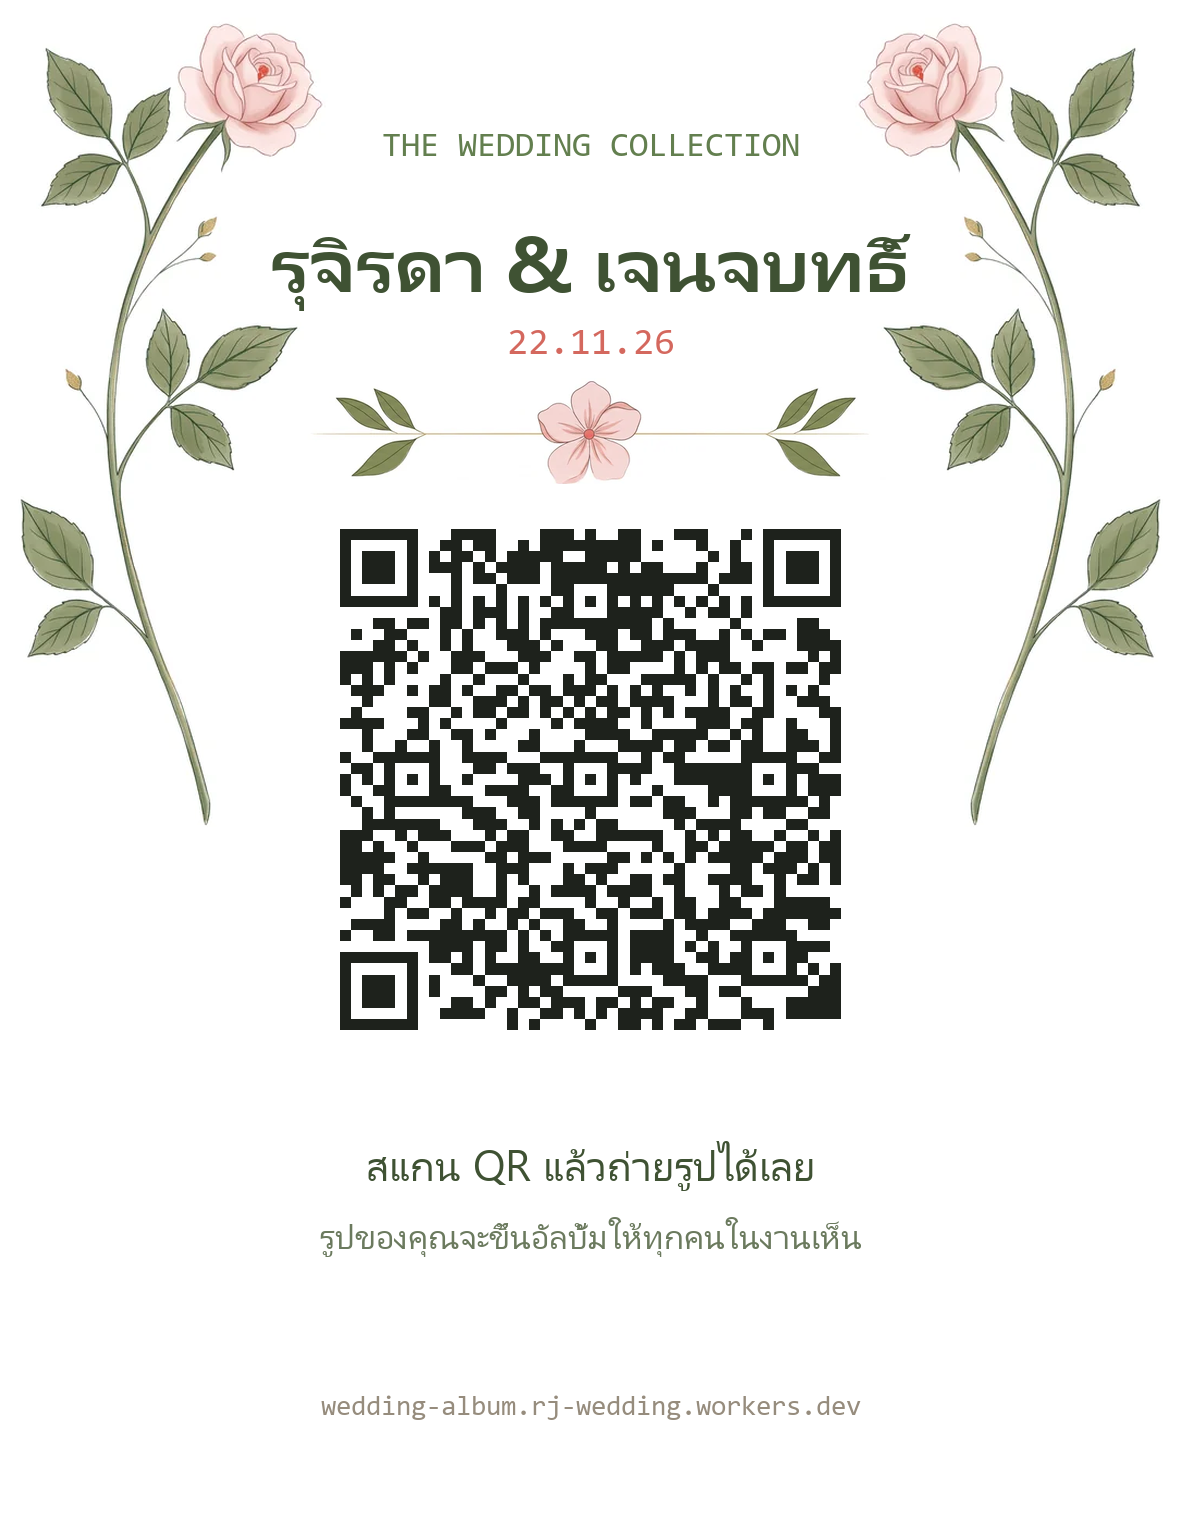 THE WEDDING COLLECTION
รุจิรดา & เจนจบทธิ์
22.11.26
สแกน QR แล้วถ่ายรูปได้เลย
รูปของคุณจะขึ้นอัลบั้มให้ทุกคนในงานเห็น
wedding-album.rj-wedding.workers.dev